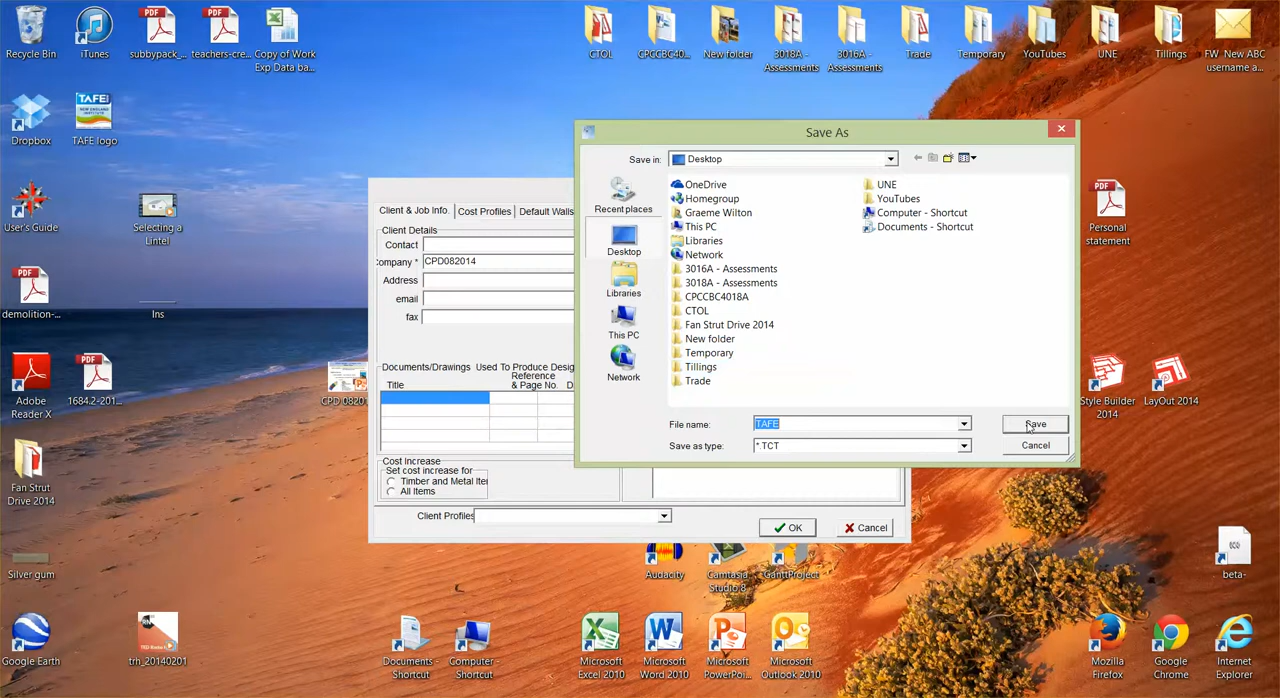 Recycle Bin
iTunes
subbypack_...
teachers-cre...
Copy of Work
Exp Data ba...
CTOL
CPCCBC40...
New folder
3018A -
Assessments
3016A -
Assessments
Trade
Temporary
YouTubes
UNE
Tillings
FW_New ABC
username a...
Dropbox
TAFE
TAFE logo
User's Guide
Selecting a
Lintel
PDF
Personal
statement
demolition-...
Ins
Adobe
Reader X
1684.2-201...
CPD 0820
Style Builder
2014
LayOut 2014
Fan Strut
Drive 2014
Silver gum
Google Earth
trh_20140201
Documents -
Shortcut
Computer -
Shortcut
Audacity
Camtasia
Studio 8
GanttProject
beta-
Microsoft
Excel 2010
Microsoft
Word 2010
Microsoft
PowerPoi...
Microsoft
Outlook 2010
Mozilla
Firefox
Google
Chrome
Internet
Explorer
Client & Job Info.
Cost Profiles
Default Walls
Client Details
Contact
ompany * CPD082014
Address
email
fax
Documents/Drawings Used To Produce Desig
Title
Reference
& Page No.
D
Cost Increase
Set cost increase for
Timber and Metal Iter
All Items
Client Profiles
OK
Cancel
Save As
Save in:
Desktop
Recent places
Desktop
Libraries
This PC
Network
OneDrive
Homegroup
Graeme Wilton
This PC
Libraries
Network
3016A - Assessments
3018A - Assessments
CPCCBC4018A
CTOL
Fan Strut Drive 2014
New folder
Temporary
Tillings
Trade
UNE
YouTubes
Computer - Shortcut
Documents - Shortcut
File name: TAFE
Save
Save as type: *.TCT
Cancel